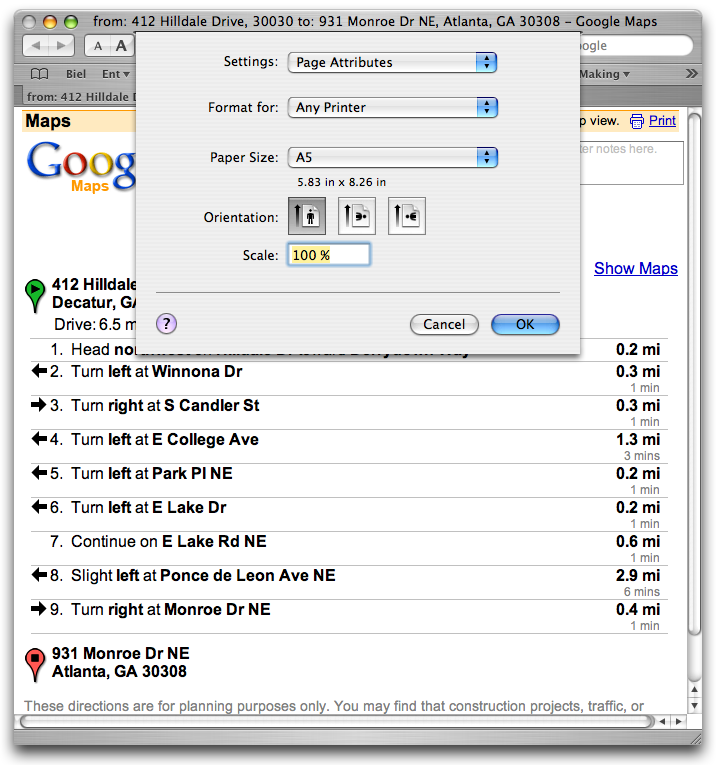 from: 412 Hilldale Drive, 30030 to: 931 Monroe Dr NE, Atlanta, GA 30308 – Google Maps
A A
oogle
Biel Ent Making
from: 412 Hilldale D
Settings: Page Attributes
Format for: Any Printer
Paper Size: A5
5.83 in x 8.26 in
Orientation:
Scale: 100 %
? Cancel OK
Maps
p view. Print
Goog
Maps
ter notes here.
Show Maps
412 Hilldale
Decatur, GA
Drive: 6.5 m
1. Head 0.2 mi
2. Turn left at Winnona Dr 0.3 mi
1 min
3. Turn right at S Candler St 0.3 mi
1 min
4. Turn left at E College Ave 1.3 mi
3 mins
5. Turn left at Park Pl NE 0.2 mi
1 min
6. Turn left at E Lake Dr 0.2 mi
1 min
7. Continue on E Lake Rd NE 0.6 mi
1 min
8. Slight left at Ponce de Leon Ave NE 2.9 mi
6 mins
9. Turn right at Monroe Dr NE 0.4 mi
1 min
931 Monroe Dr NE
Atlanta, GA 30308
These directions are for planning purposes only. You may find that construction projects, traffic, or